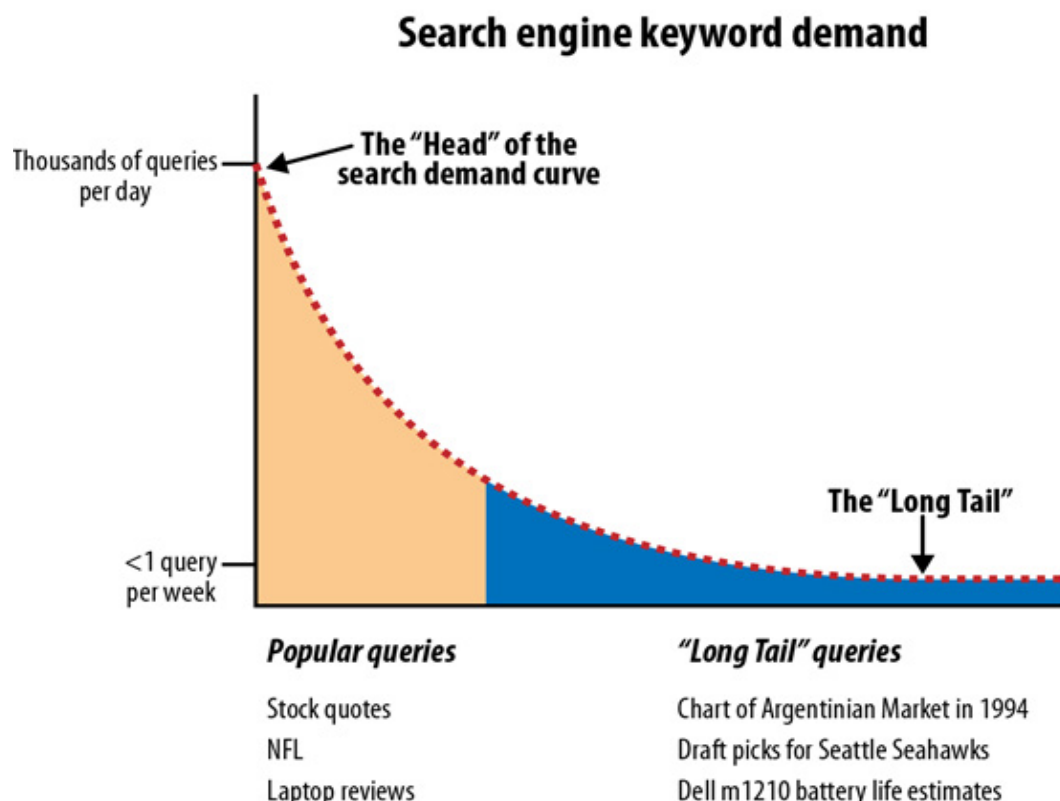 Search engine keyword demand
The “Head” of the
search demand curve
Thousands of queries
per day
The “Long Tail”
<1 query
per week
Popular queries
Stock quotes
NFL
Laptop reviews
“Long Tail” queries
Chart of Argentinian Market in 1994
Draft picks for Seattle Seahawks
Dell m1210 battery life estimates